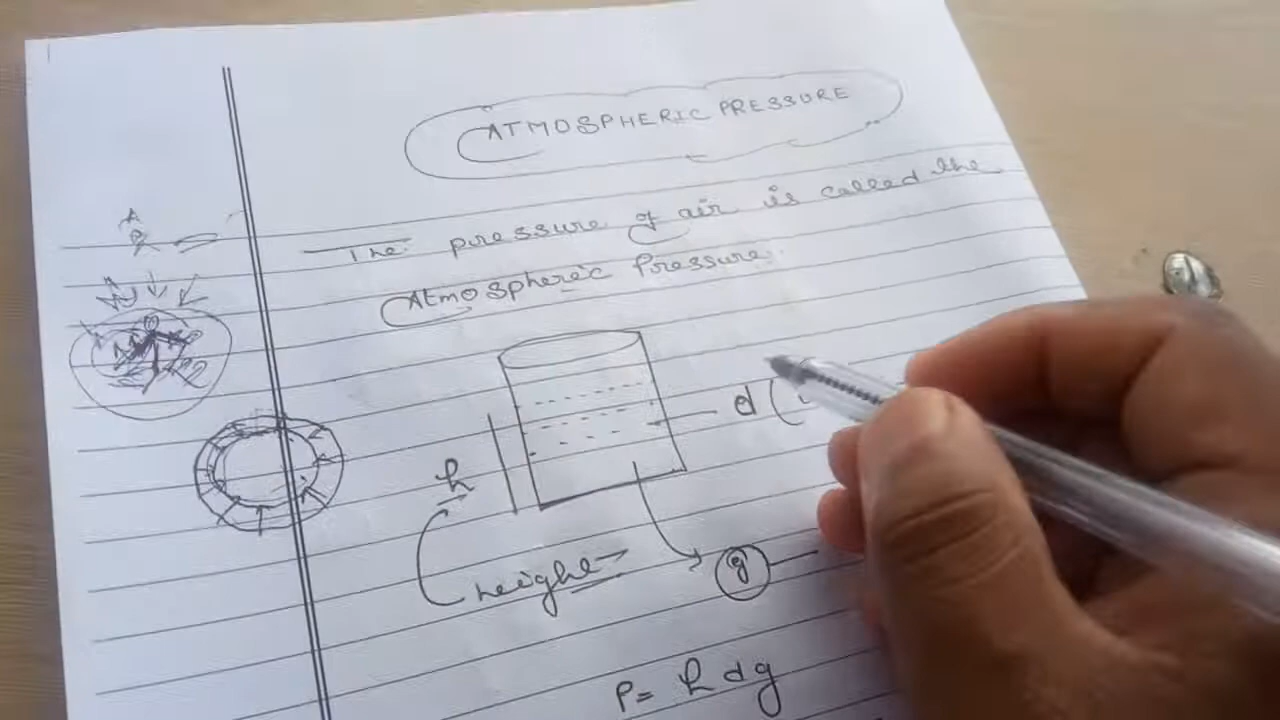 ATMOSPHERIC PRESSURE
The pressure of air is called the
Atmospheric Pressure.
d (
h
height
g
P = h d g